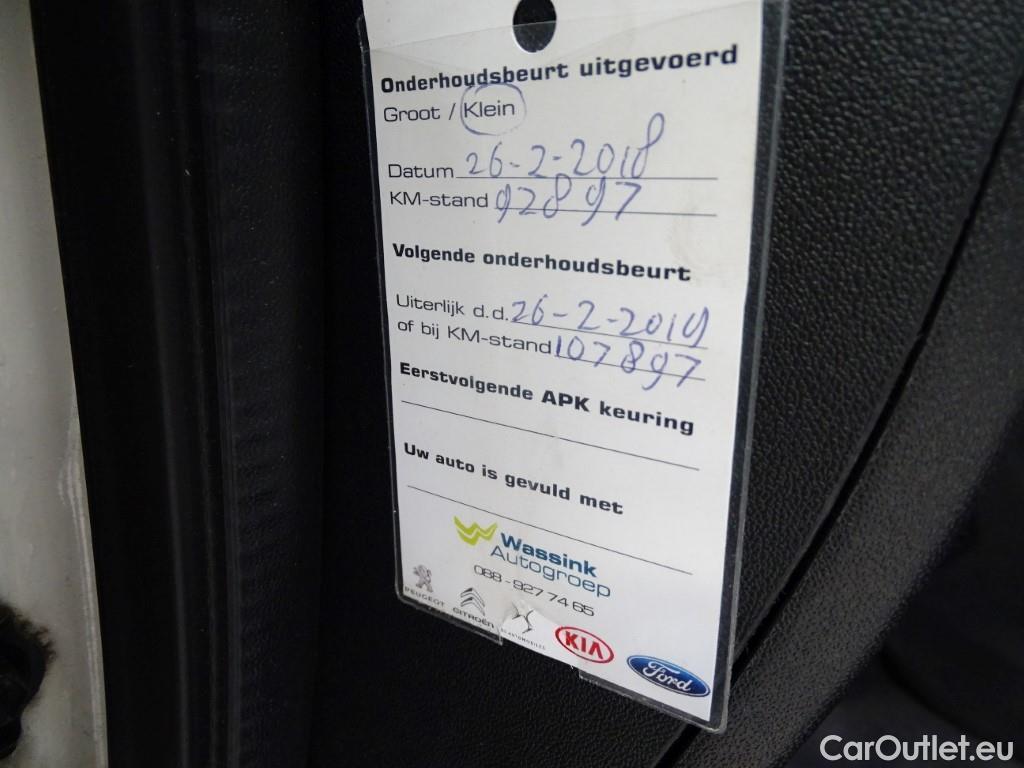 Onderhoudsbeurt uitgevoerd
Groot / Klein
Datum 26-2-2018
KM-stand 92897
Volgende onderhoudsbeurt
Uiterlijk d.d. 26-2-2019
of bij KM-stand 107897
Eerstvolgende APK keuring
Uw auto is gevuld met
Wassink
Autogroep
088-927 74 65
PEUGEOT
CITROËN
DS AUTOMOBILES
KIA
Ford
CarOutlet.eu